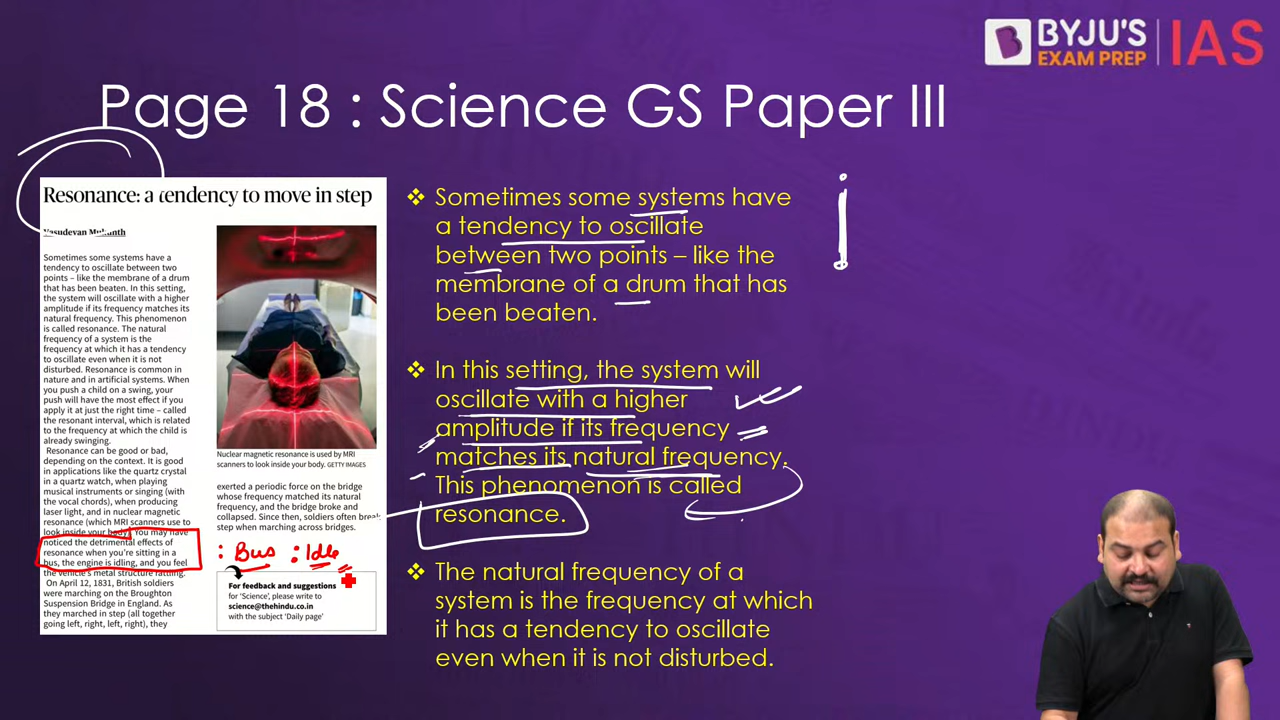 BYJU'S
EXAM PREP
IAS
Page 18 : Science GS Paper III
Resonance: a tendency to move in step
Vasudevan Mukunth
Sometimes some systems have a
tendency to oscillate between two
points – like the membrane of a drum
that has been beaten. In this setting,
the system will oscillate with a higher
amplitude if its frequency matches its
natural frequency. This phenomenon
is called resonance. The natural
frequency of a system is the
frequency at which it has a tendency
to oscillate even when it is not
disturbed. Resonance is common in
nature and in artificial systems. When
you push a child on a swing, your
push will have the most effect if you
apply it at just the right time – called
the resonant interval, which is related
to the frequency at which the child is
already swinging.
Resonance can be good or bad,
depending on the context. It is good
in applications like the quartz crystal
in a quartz watch, when playing
musical instruments or singing (with
the vocal chords), when producing
laser light, and in nuclear magnetic
resonance (which MRI scanners use to
look inside your body). You may have
noticed the detrimental effects of
resonance when you're sitting in a
bus, the engine is idling, and you feel
the vehicle's metal structure rattling.
On April 12, 1831, British soldiers
were marching on the Broughton
Suspension Bridge in England. As
they marched in step (all together
going left, right, left, right), they
Nuclear magnetic resonance is used by MRI
scanners to look inside your body. GETTY IMAGES
exerted a periodic force on the bridge
whose frequency matched its natural
frequency, and the bridge broke and
collapsed. Since then, soldiers often break
step when marching across bridges.
: Bus : Idle
For feedback and suggestions
for 'Science', please write to
science@thehindu.co.in
with the subject 'Daily page'
❖ Sometimes some systems have
a tendency to oscillate
between two points – like the
membrane of a drum that has
been beaten.
❖ In this setting, the system will
oscillate with a higher
amplitude if its frequency
matches its natural frequency.
This phenomenon is called
resonance.
❖ The natural frequency of a
system is the frequency at which
it has a tendency to oscillate
even when it is not disturbed.